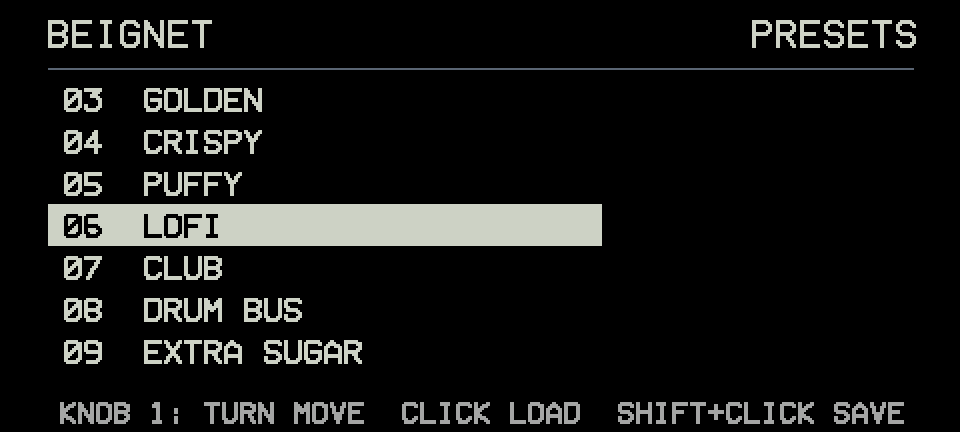 BEIGNET PRESETS
03 GOLDEN
04 CRISPY
05 PUFFY
06 LOFI
07 CLUB
08 DRUM BUS
09 EXTRA SUGAR
KNOB 1: TURN MOVE CLICK LOAD SHIFT+CLICK SAVE